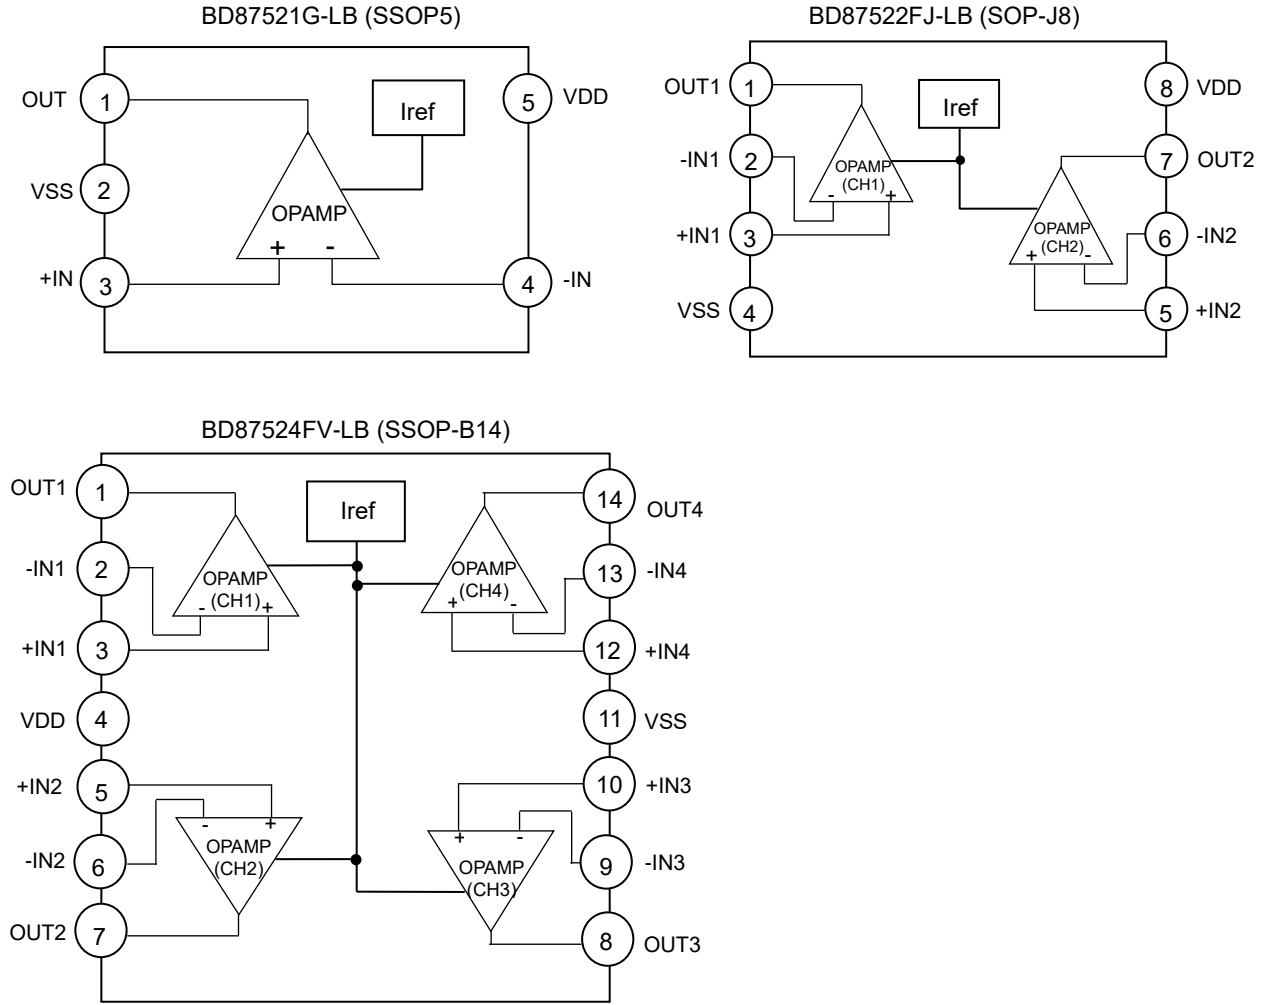 BD87521G-LB (SSOP5)
OUT 1
Iref
5 VDD
VSS 2
OPAMP
+ -
+IN 3
4 -IN
BD87522FJ-LB (SOP-J8)
OUT1 1
Iref
8 VDD
-IN1 2
OPAMP
(CH1)
- +
7 OUT2
+IN1 3
OPAMP
(CH2)
+ -
6 -IN2
VSS 4
5 +IN2
BD87524FV-LB (SSOP-B14)
OUT1 1
Iref
14 OUT4
-IN1 2
OPAMP
(CH1)
- +
OPAMP
(CH4)
+ -
13 -IN4
+IN1 3
12 +IN4
VDD 4
11 VSS
+IN2 5
10 +IN3
- +
OPAMP
(CH2)
+ -
OPAMP
(CH3)
-IN2 6
9 -IN3
OUT2 7
8 OUT3